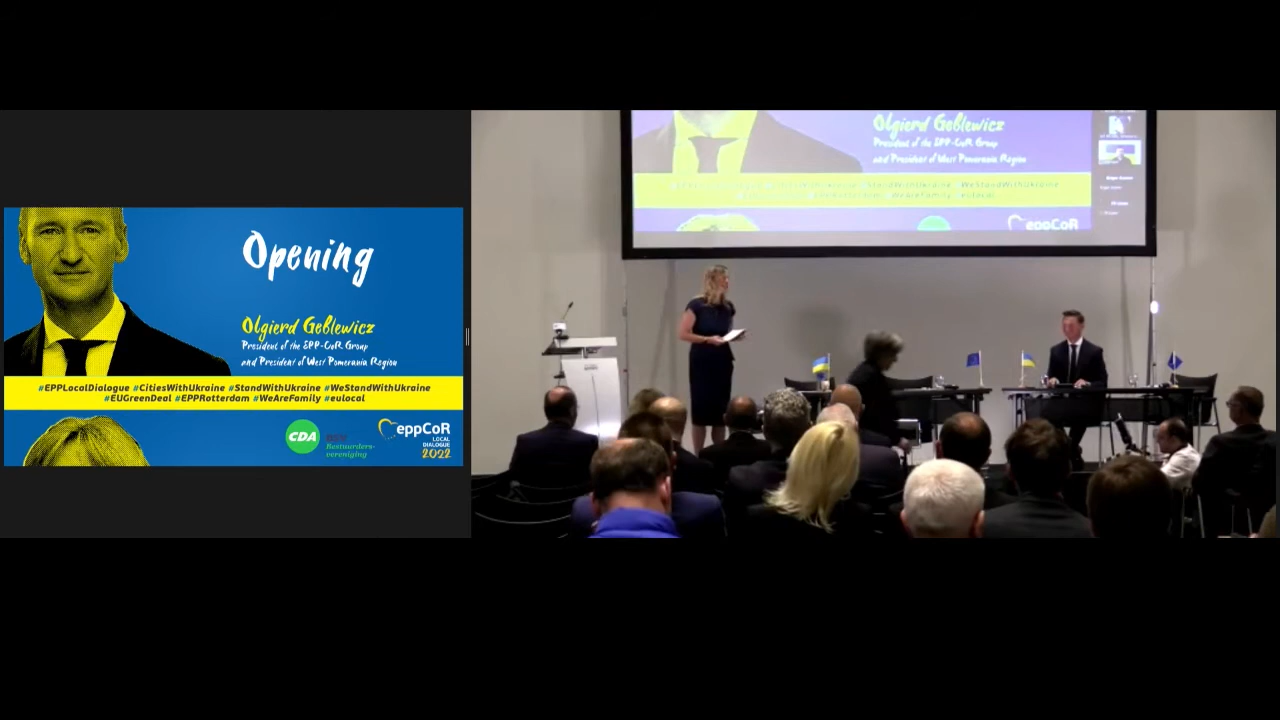 Opening
Olgierd Geblewicz
President of the EPP-CoR Group
and President of West Pomerania Region
#EPPLocalDialogue #CitiesWithUkraine #StandWithUkraine #WeStandWithUkraine
#EUGreenDeal #EPPRotterdam #WeAreFamily #eulocal
CDA
Bestuurders-
vereniging
eppCoR
LOCAL
DIALOGUE
2022
Olgierd Geblewicz
President of the EPP-CoR Group
and President of West Pomerania Region
eppCoR